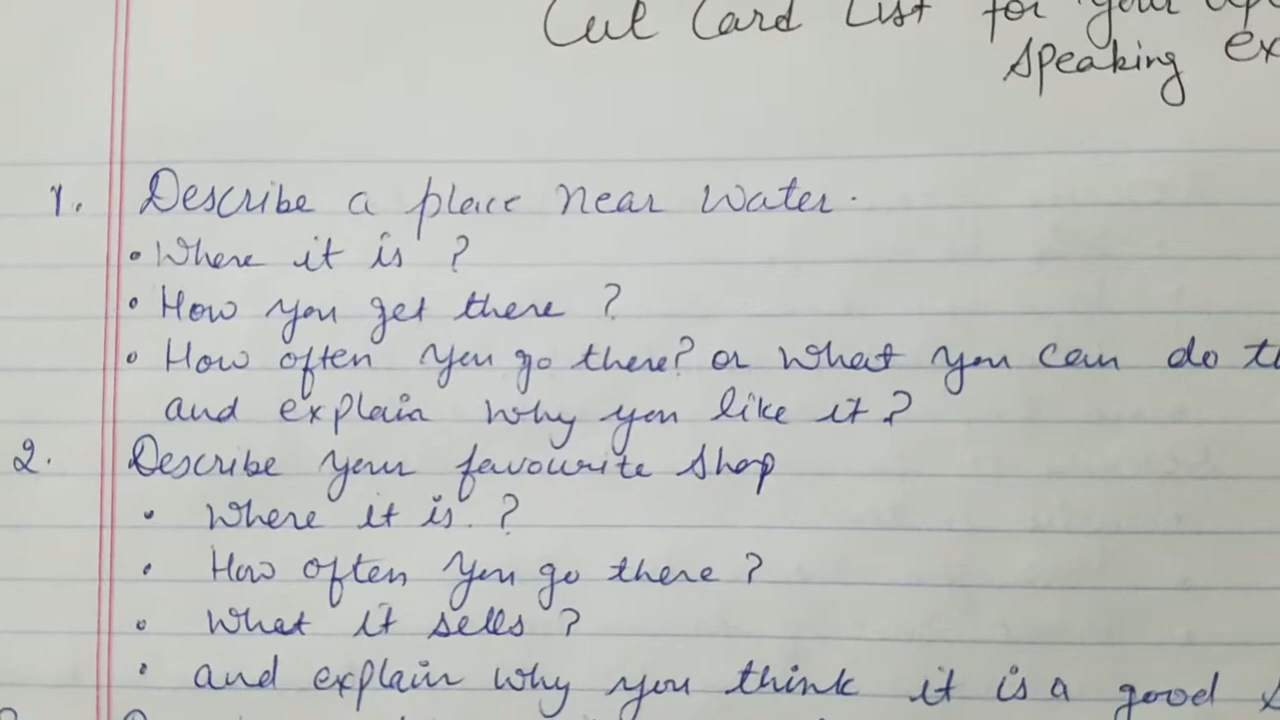 Cue Card List for your
speaking
1. Describe a place near water.
• Where it is ?
• How you get there ?
• How often you go there? or what you can do
and explain why you like it?
2. Describe your favourite shop
• Where it is. ?
• How often you go there ?
• What it sells ?
• and explain why you think it is a good